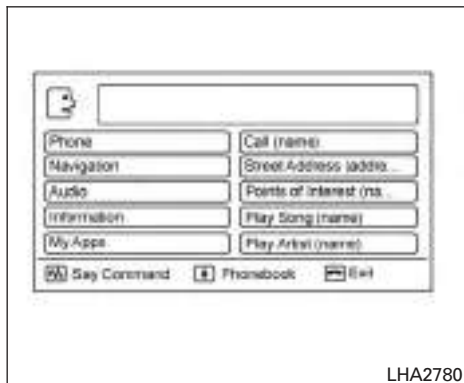 Phone Call (name)
Navigation Street Address (addre...
Audio Points of Interest (na...
Information Play Song (name)
My Apps Play Artist (name)
Say Command Phonebook Exit
LHA2780